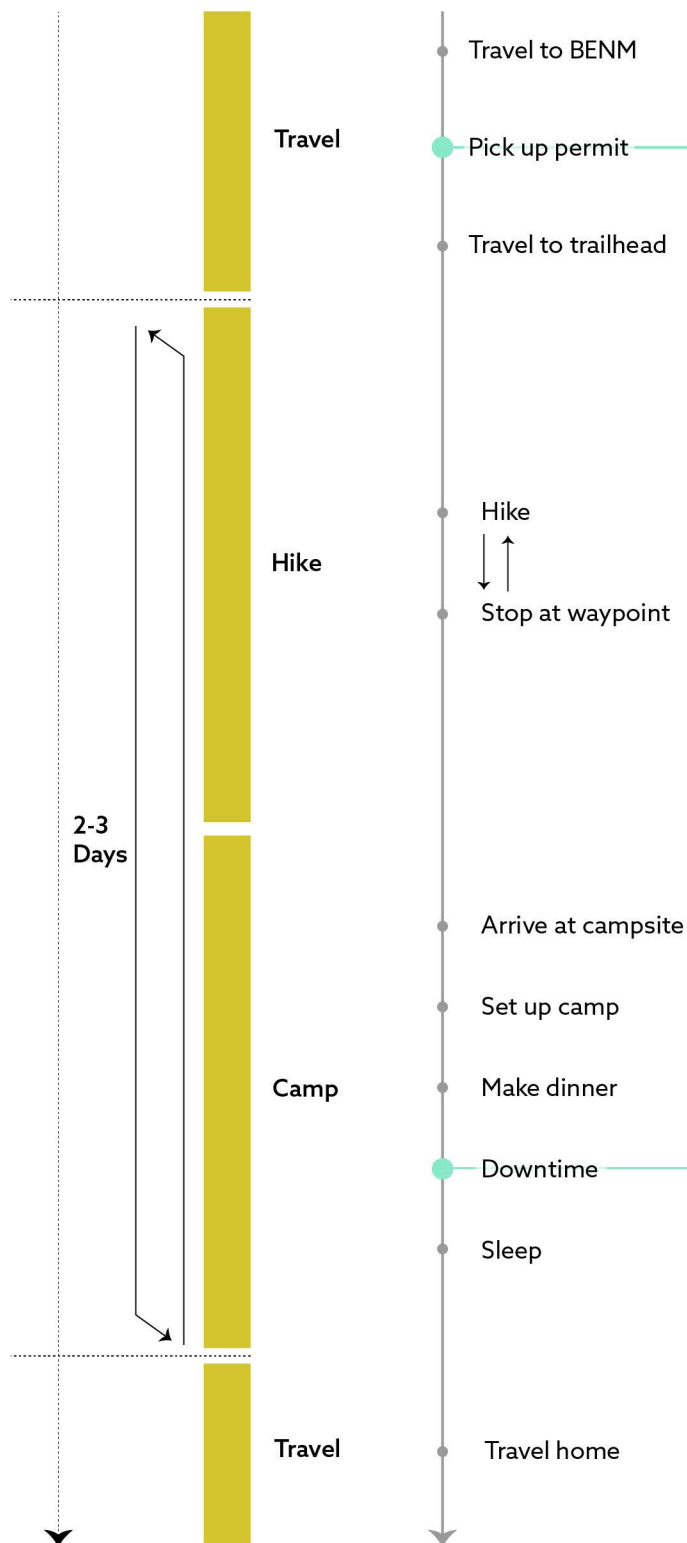 Travel to BENM
Travel
Pick up permit
Travel to trailhead
Hike
Hike
Stop at waypoint
2-3
Days
Arrive at campsite
Set up camp
Camp
Make dinner
Downtime
Sleep
Travel
Travel home